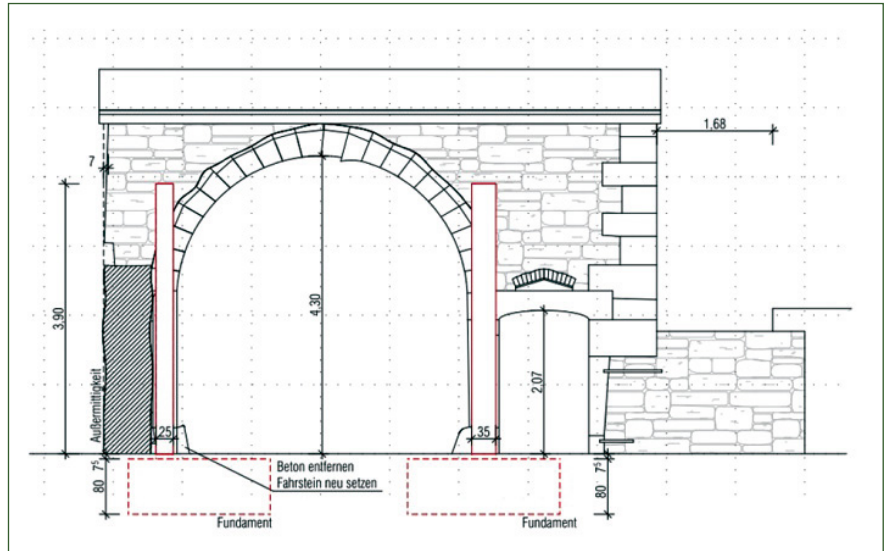 1,68
7
3,90
4,30
2,07
Außermittigkeit
25
35
7⁵
80
Beton entfernen
Fahrstein neu setzen
7⁵
80
Fundament
Fundament